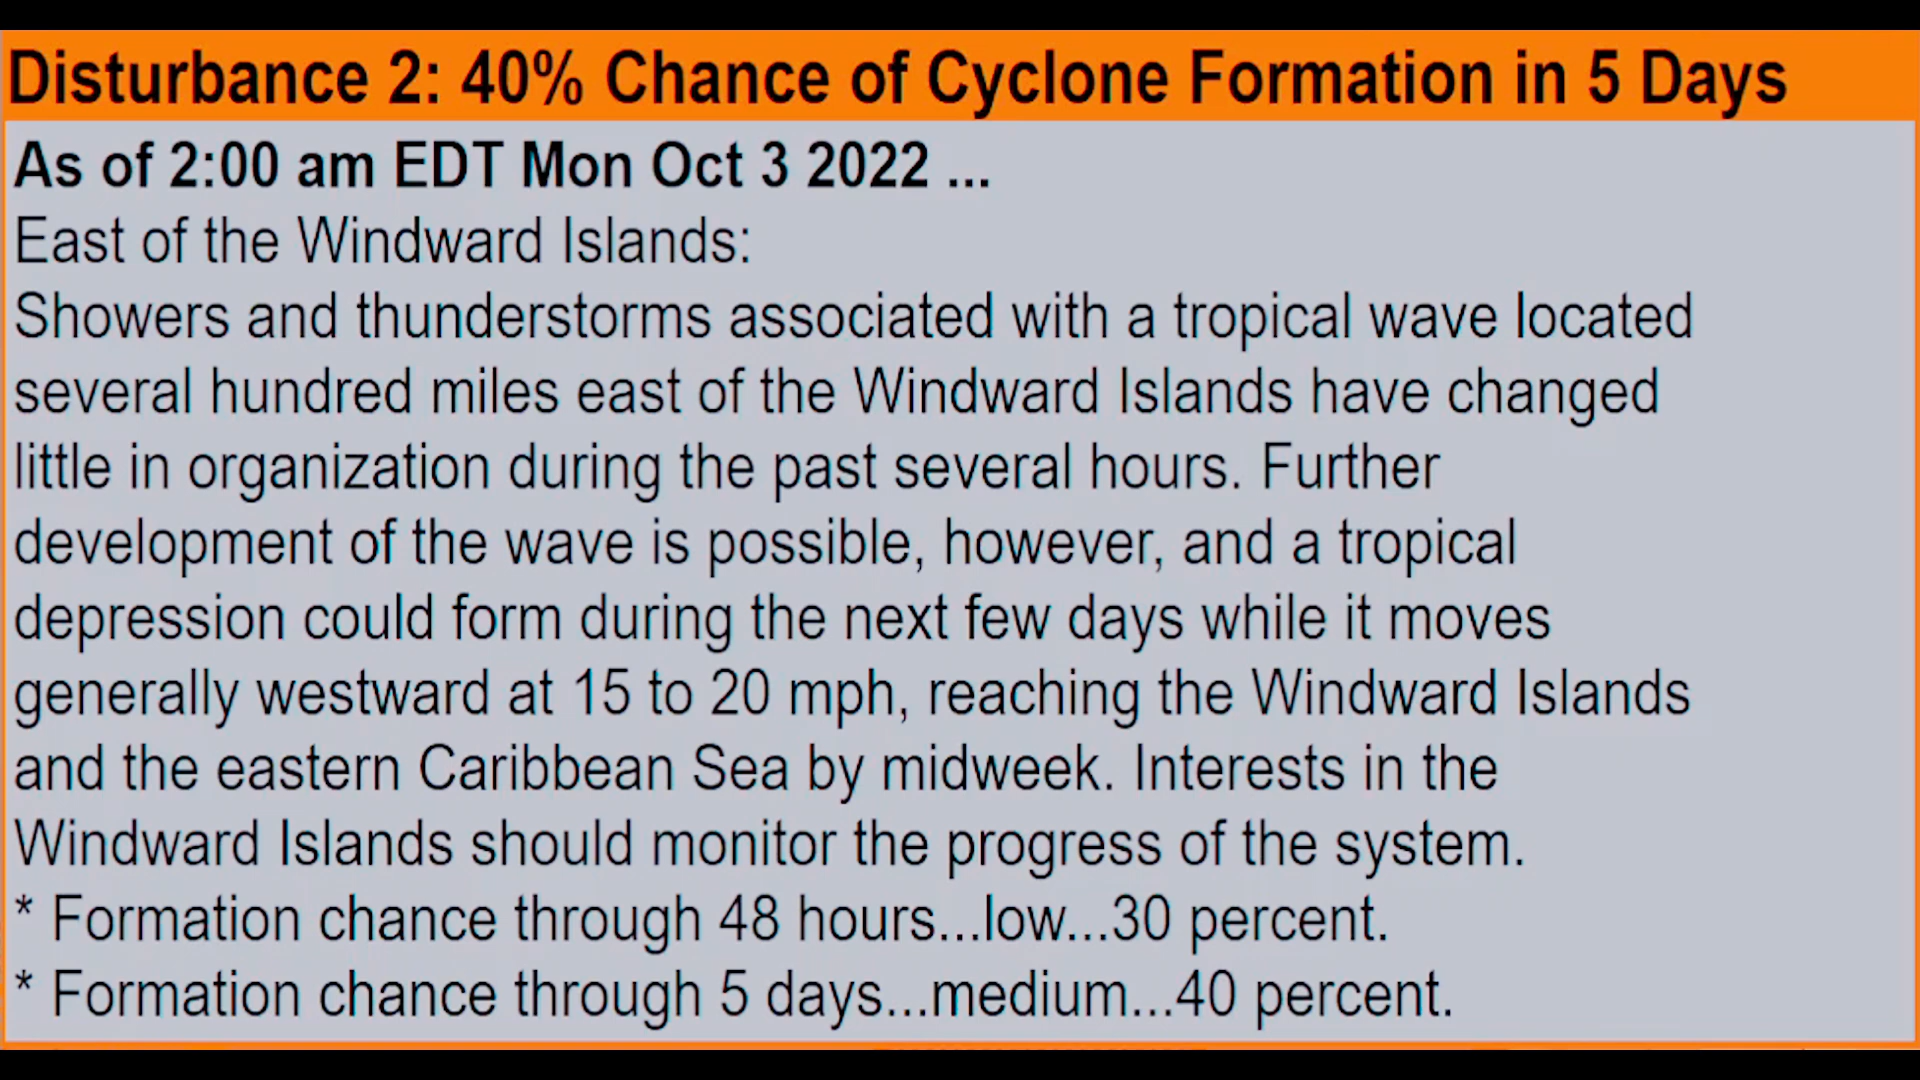 Disturbance 2: 40% Chance of Cyclone Formation in 5 Days
As of 2:00 am EDT Mon Oct 3 2022 ...
East of the Windward Islands:
Showers and thunderstorms associated with a tropical wave located
several hundred miles east of the Windward Islands have changed
little in organization during the past several hours. Further
development of the wave is possible, however, and a tropical
depression could form during the next few days while it moves
generally westward at 15 to 20 mph, reaching the Windward Islands
and the eastern Caribbean Sea by midweek. Interests in the
Windward Islands should monitor the progress of the system.
* Formation chance through 48 hours...low...30 percent.
* Formation chance through 5 days...medium...40 percent.